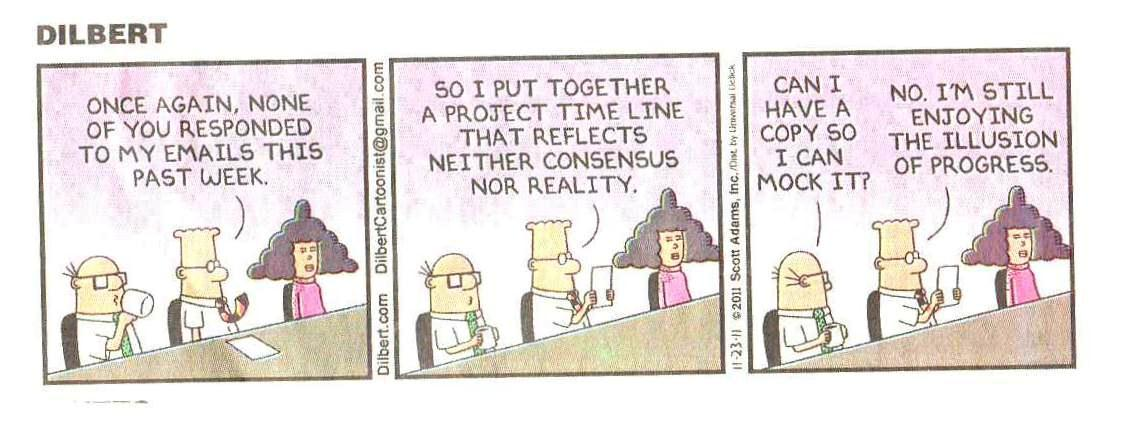 DILBERT
ONCE AGAIN, NONE
OF YOU RESPONDED
TO MY EMAILS THIS
PAST WEEK.
Dilbert.com DilbertCartoonist@gmail.com
SO I PUT TOGETHER
A PROJECT TIME LINE
THAT REFLECTS
NEITHER CONSENSUS
NOR REALITY.
11-23-11 ©2011 Scott Adams, Inc./Dist. by Universal Uclick
CAN I
HAVE A
COPY SO
I CAN
MOCK IT?
NO. I'M STILL
ENJOYING
THE ILLUSION
OF PROGRESS.